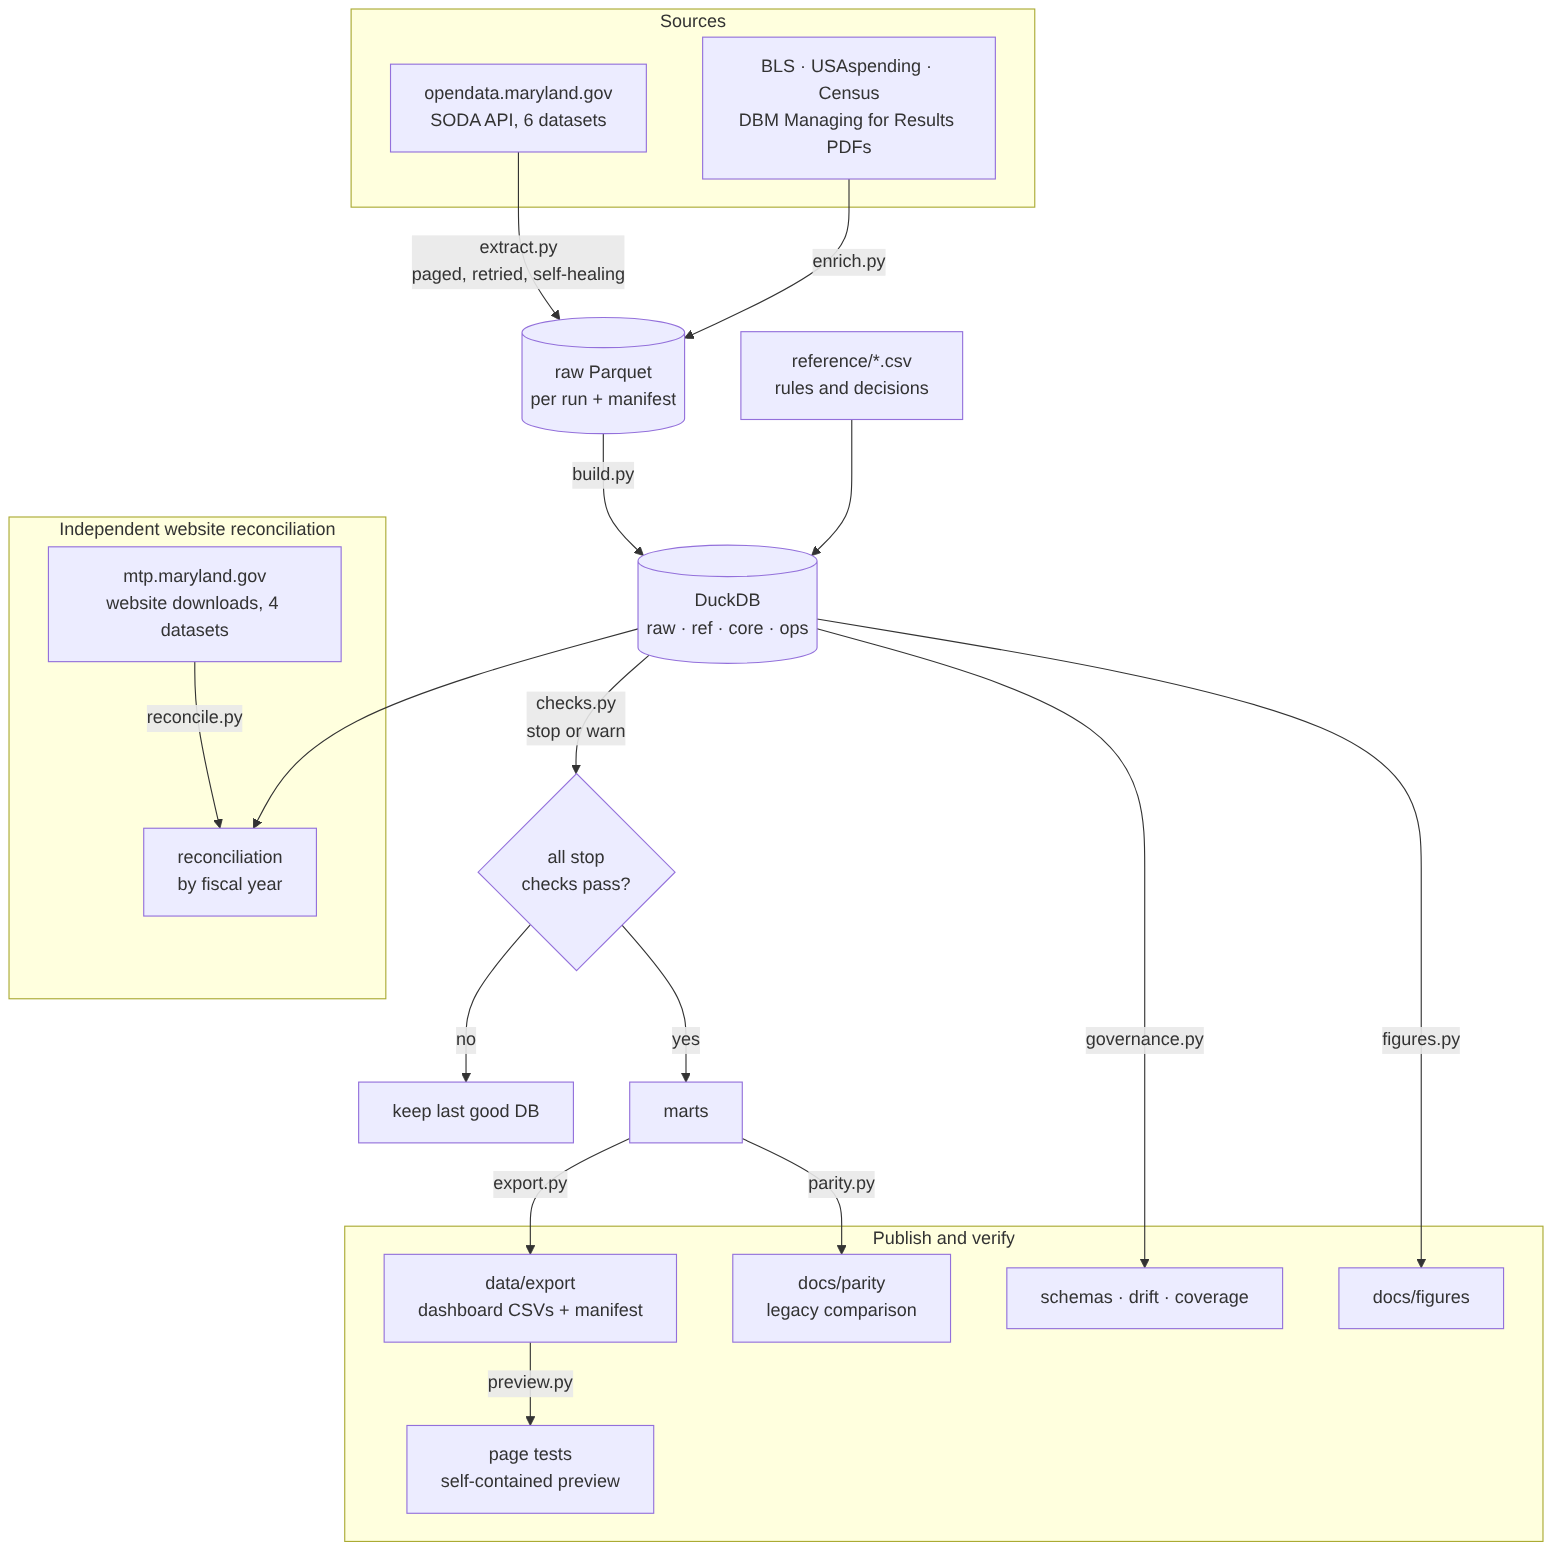 Sources
opendata.maryland.gov
SODA API, 6 datasets
BLS · USAspending ·
Census
DBM Managing for Results
PDFs
extract.py
paged, retried, self-healing
enrich.py
raw Parquet
per run + manifest
reference/*.csv
rules and decisions
build.py
Independent website reconciliation
mtp.maryland.gov
website downloads, 4
datasets
DuckDB
raw · ref · core · ops
reconcile.py
checks.py
stop or warn
reconciliation
by fiscal year
all stop
checks pass?
no
yes
governance.py
figures.py
keep last good DB
marts
export.py
parity.py
Publish and verify
data/export
dashboard CSVs + manifest
docs/parity
legacy comparison
schemas · drift · coverage
docs/figures
preview.py
page tests
self-contained preview